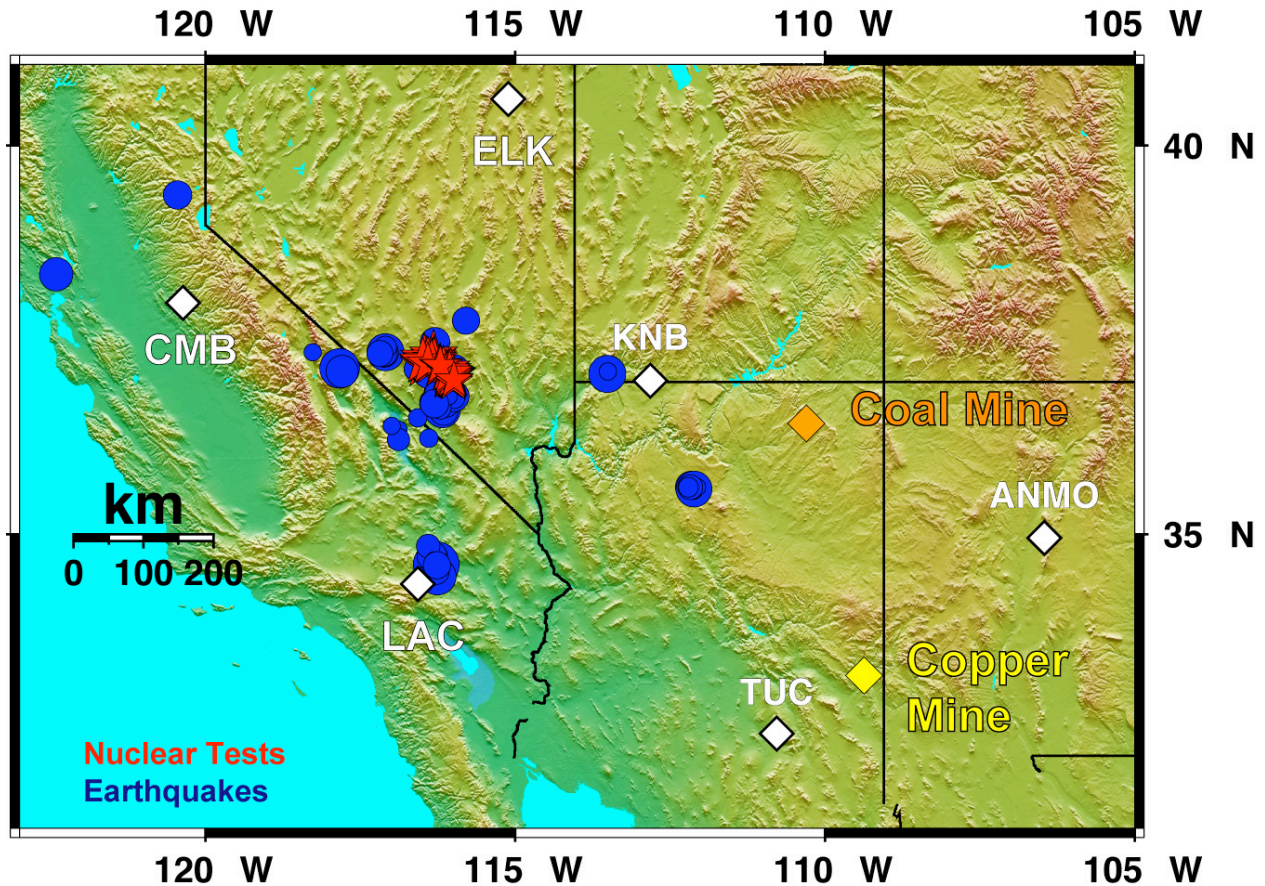 120 W 115 W 110 W 105 W
ELK
40 N
CMB
KNB
Coal Mine
ANMO
km
35 N
0 100 200
LAC
Copper
Mine
TUC
Nuclear Tests
Earthquakes
120 W 115 W 110 W 105 W